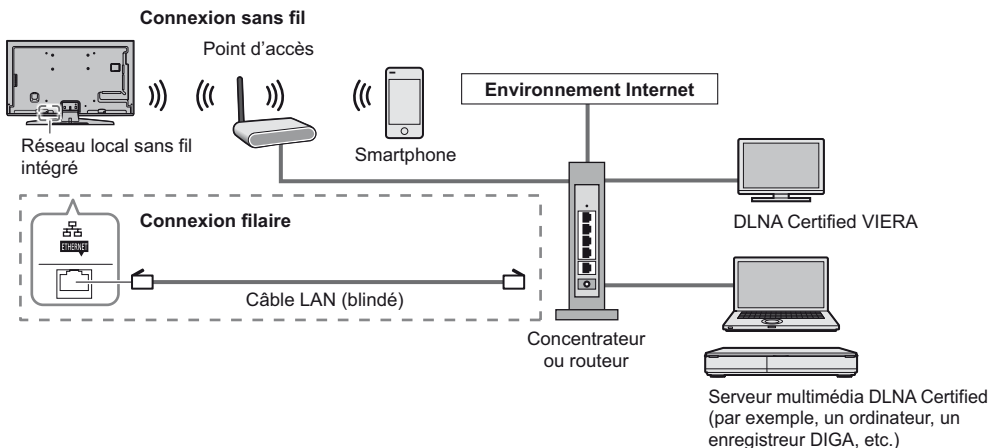 Connexion sans fil
Point d'accès
Environnement Internet
Réseau local sans fil
intégré
Smartphone
DLNA Certified VIERA
Connexion filaire
ETHERNET
Câble LAN (blindé)
Concentrateur
ou routeur
Serveur multimédia DLNA Certified
(par exemple, un ordinateur, un
enregistreur DIGA, etc.)